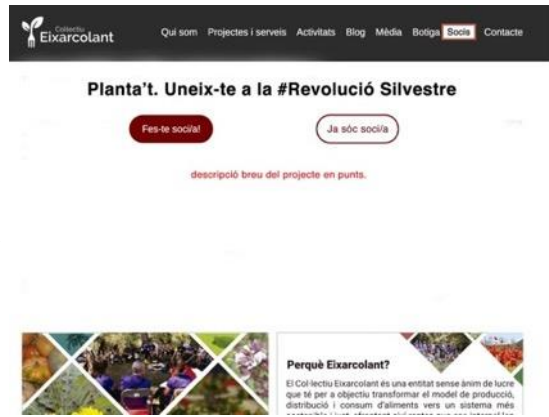 Col·lectiu
Eixarcolant
Qui som Projectes i serveis Activitats Blog Mèdia Botiga Socis Contacte
Planta't. Uneix-te a la #Revolució Silvestre
Fes-te soci/a! Ja sóc soci/a
descripció breu del projecte en punts.
Perquè Eixarcolant?
El Col·lectiu Eixarcolant és una entitat sense ànim de lucre
que té per a objectiu transformar el model de producció,
distribució i consum d'aliments vers un sistema més